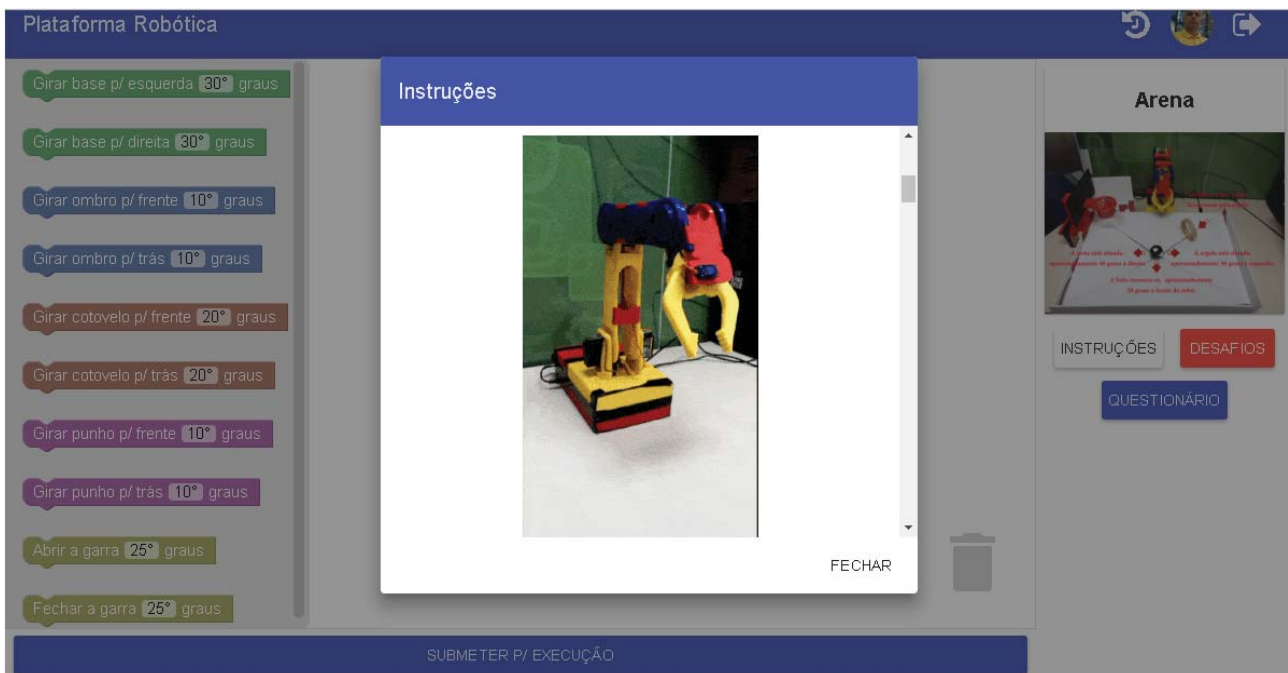 Plataforma Robótica
Girar base p/ esquerda 30° graus
Girar base p/ direita 30° graus
Girar ombro p/ frente 10° graus
Girar ombro p/ trás 10° graus
Girar cotovelo p/ frente 20° graus
Girar cotovelo p/ trás 20° graus
Girar punho p/ frente 10° graus
Girar punho p/ trás 10° graus
Abrir a garra 25° graus
Fechar a garra 25° graus
Instruções
FECHAR
SUBMETER P/ EXECUÇÃO
Arena
INSTRUÇÕES
DESAFIOS
QUESTIONÁRIO